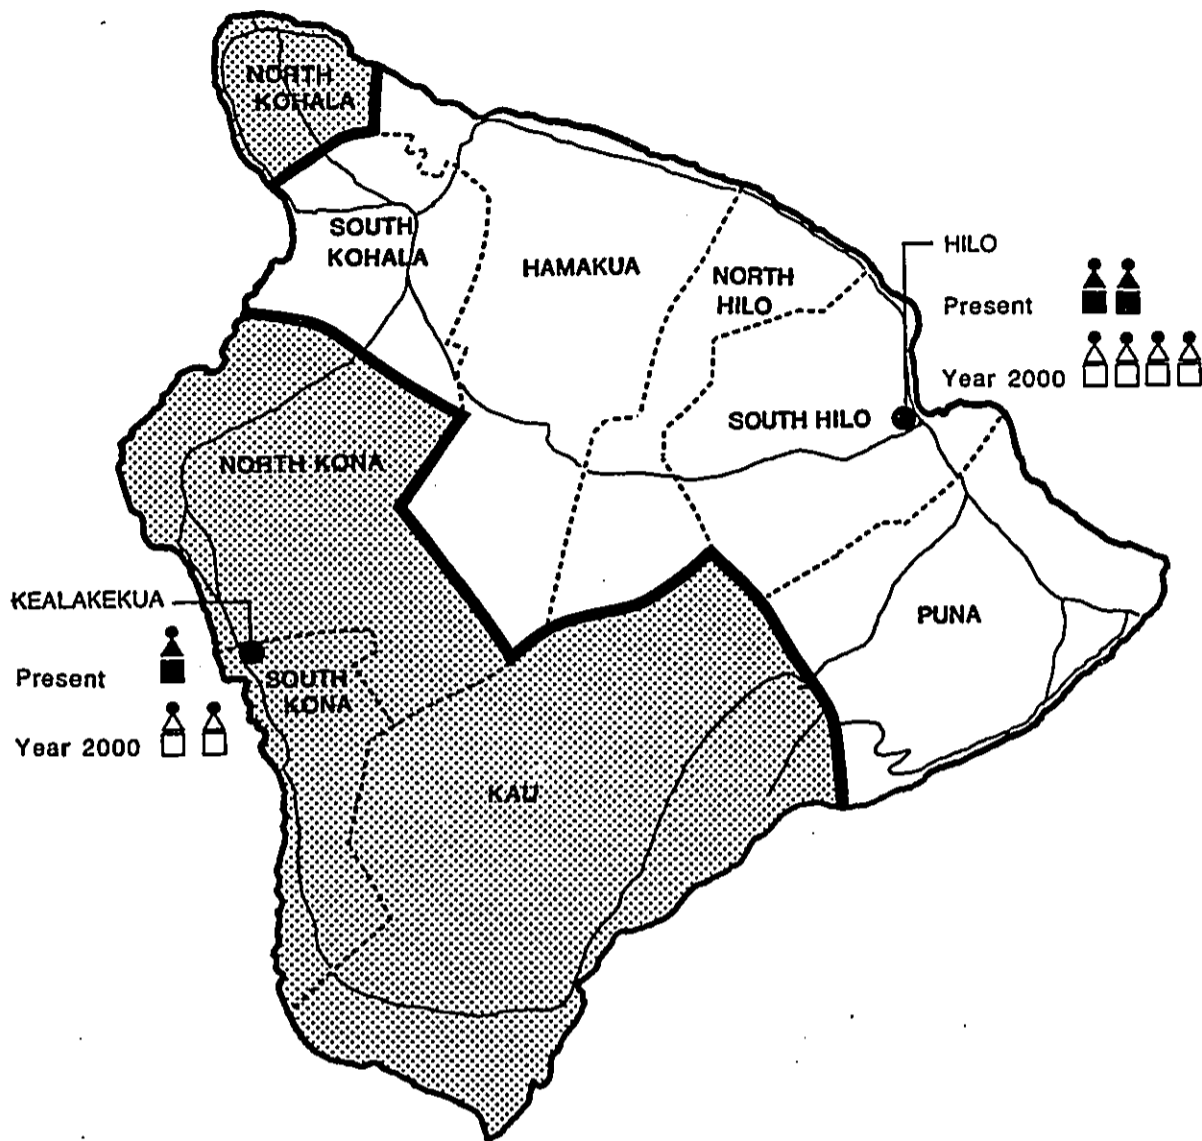 NORTH
KOHALA
SOUTH
KOHALA
HAMAKUA
NORTH
HILO
HILO
Present
Year 2000
SOUTH HILO
NORTH KONA
KEALAKEKUA
Present
Year 2000
SOUTH
KONA
PUNA
KAU